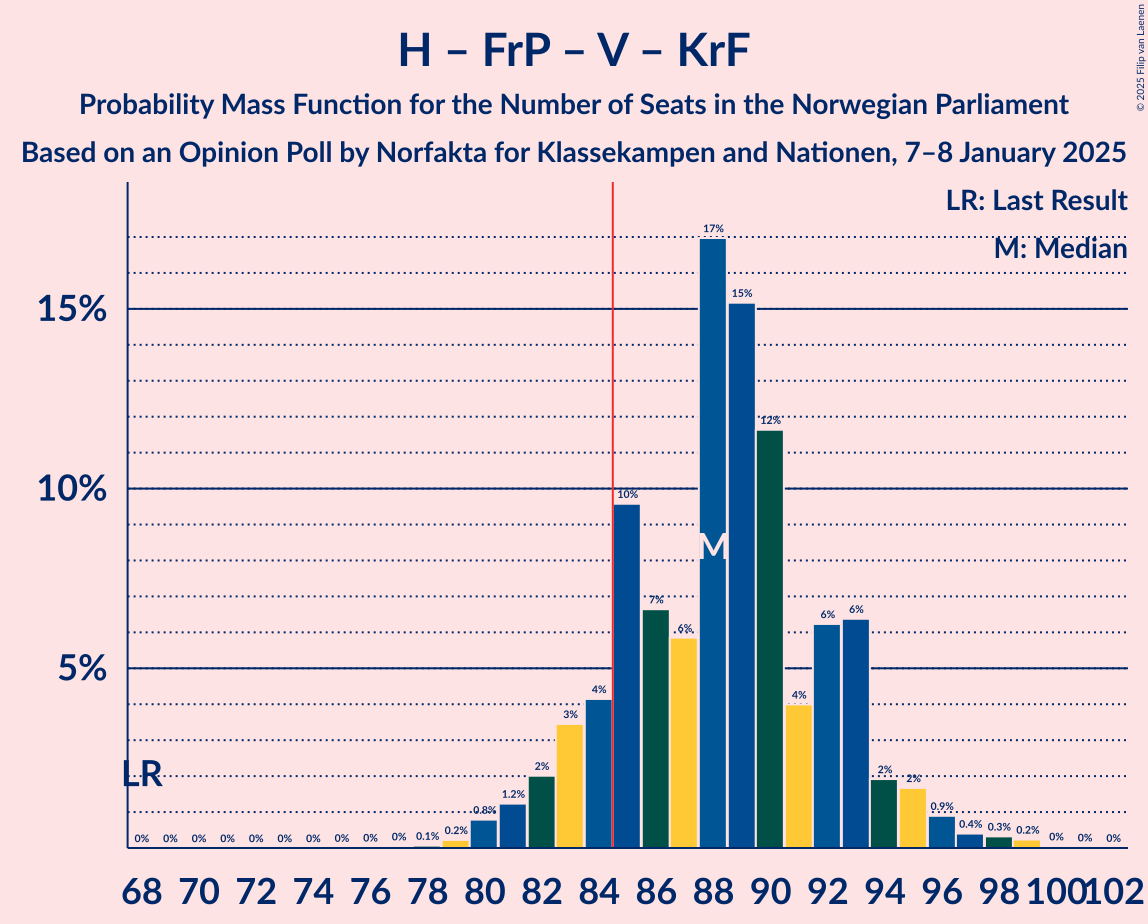 H – FrP – V – KrF
Probability Mass Function for the Number of Seats in the Norwegian Parliament
Based on an Opinion Poll by Norfakta for Klassekampen and Nationen, 7–8 January 2025
© 2025 Filip van Laenen
LR: Last Result
M: Median
15%
10%
5%
LR
M
0% 0% 0% 0% 0% 0% 0% 0% 0% 0% 0.1% 0.2% 0.8% 1.2% 2% 3% 4% 10% 7% 6% 17% 15% 12% 4% 6% 6% 2% 2% 0.9% 0.4% 0.3% 0.2% 0% 0% 0%
68 70 72 74 76 78 80 82 84 86 88 90 92 94 96 98 100 102